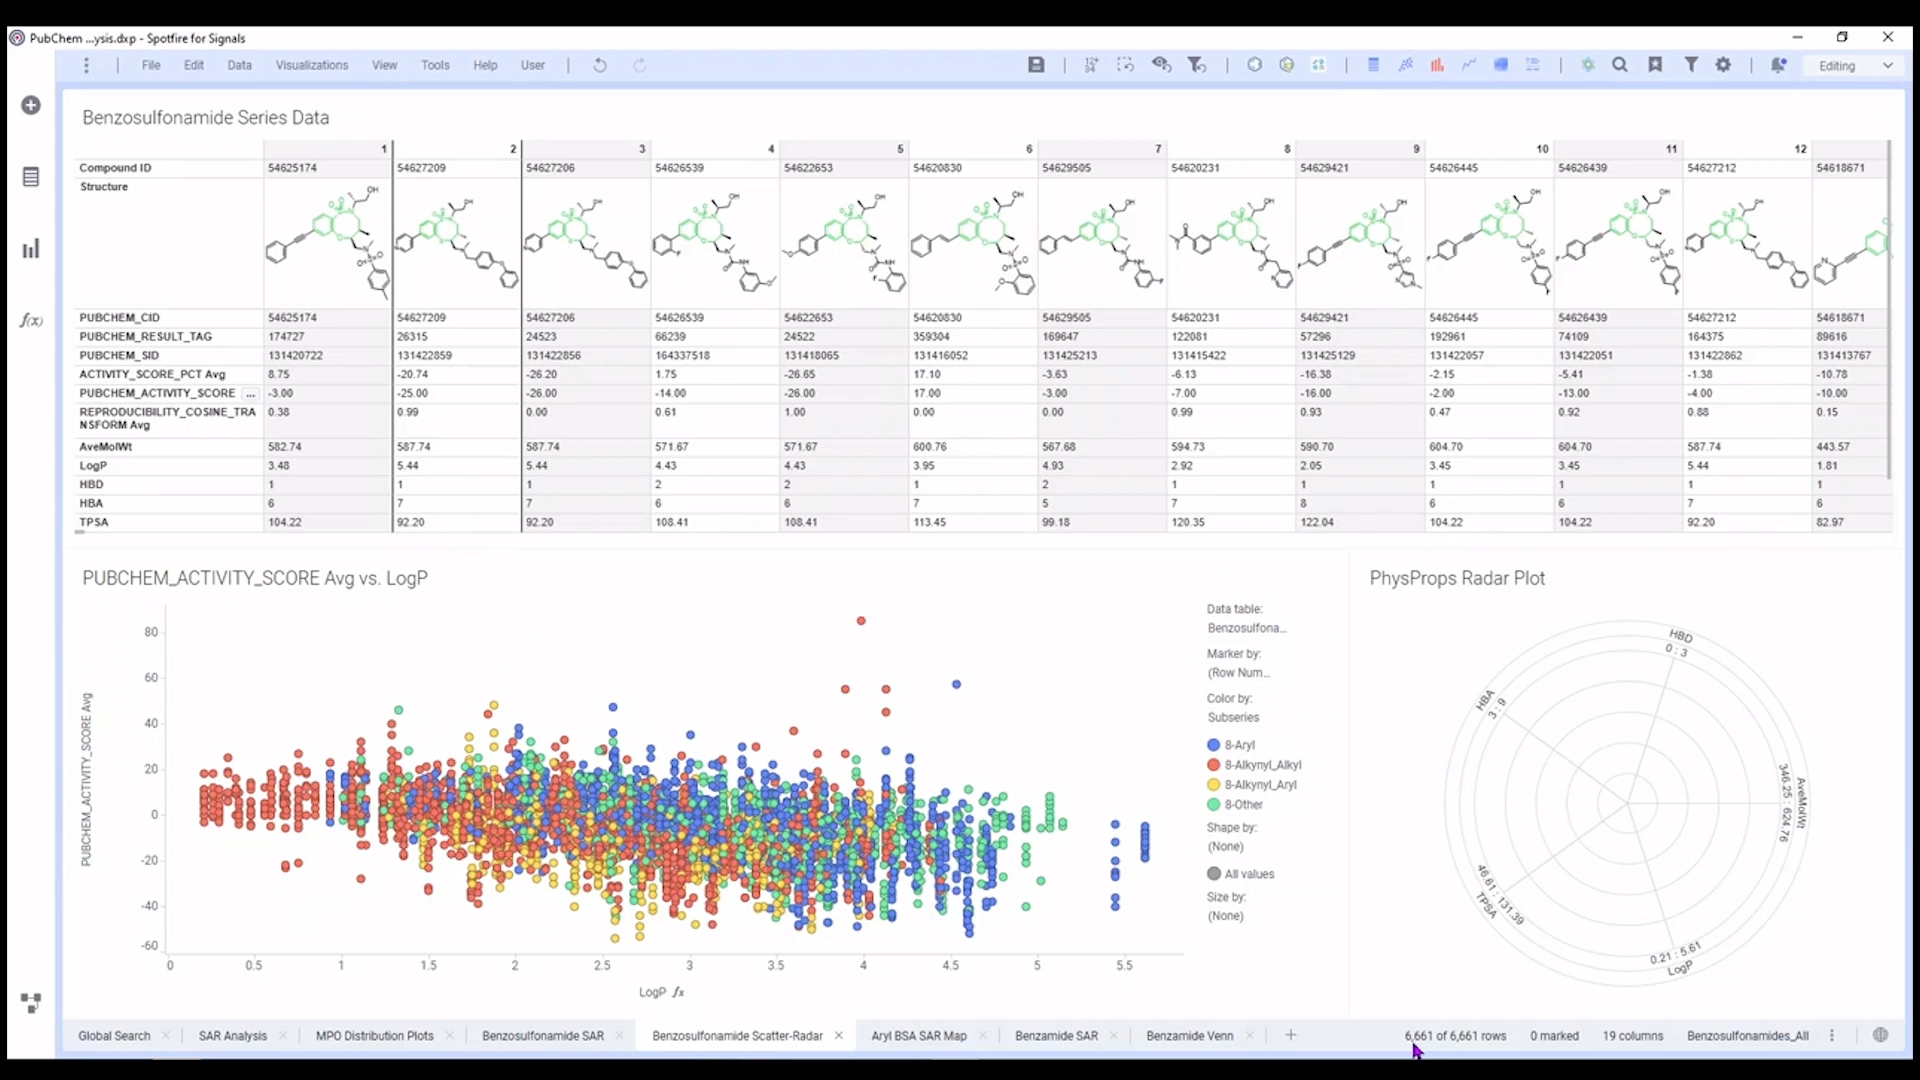 PubChem ...ysis.dxp - Spotfire for Signals
File Edit Data Visualizations View Tools Help User Editing
Benzosulfonamide Series Data
1 2 3 4 5 6 7 8 9 10 11 12
Compound ID 54625174 54627209 54627206 54626539 54622653 54620830 54629505 54620231 54629421 54626445 54626439 54627212 54618671
Structure
PUBCHEM_CID 54625174 54627209 54627206 54626539 54622653 54620830 54629505 54620231 54629421 54626445 54626439 54627212 54618671
PUBCHEM_RESULT_TAG 174727 26315 24523 66239 24522 359304 169647 122081 57296 192961 74109 164375 89616
PUBCHEM_SID 131420722 131422859 131422856 164337518 131418065 131416052 131425213 131415422 131425129 131422057 131422051 131422862 131413767
ACTIVITY_SCORE_PCT Avg 8.75 -20.74 -26.20 1.75 -26.65 17.10 -3.63 -6.13 -16.38 -2.15 -5.41 -1.38 -10.78
PUBCHEM_ACTIVITY_SCORE ... -3.00 -25.00 -26.00 -14.00 -26.00 17.00 -3.00 -7.00 -16.00 -2.00 -13.00 -4.00 -10.00
REPRODUCIBILITY_COSINE_TRA 0.38 0.99 0.00 0.61 1.00 0.00 0.00 0.99 0.93 0.47 0.92 0.88 0.15
NSFORM Avg
AveMolWt 582.74 587.74 587.74 571.67 571.67 600.76 567.68 594.73 590.70 604.70 604.70 587.74 443.57
LogP 3.48 5.44 5.44 4.43 4.43 3.95 4.93 2.92 2.05 3.45 3.45 5.44 1.81
HBD 1 1 1 2 2 1 2 1 1 1 1 1 1
HBA 6 7 7 6 6 7 5 7 8 6 6 7 6
TPSA 104.22 92.20 92.20 108.41 108.41 113.45 99.18 120.35 122.04 104.22 104.22 92.20 82.97
f(x)
PUBCHEM_ACTIVITY_SCORE Avg vs. LogP
PUBCHEM_ACTIVITY_SCORE Avg
80
60
40
20
0
-20
-40
-60
0 0.5 1 1.5 2 2.5 3 3.5 4 4.5 5 5.5
LogP fx
Data table:
Benzosulfona...
Marker by:
(Row Num...
Color by:
Subseries
8-Aryl
8-Alkynyl_Alkyl
8-Alkynyl_Aryl
8-Other
Shape by:
(None)
All values
Size by:
(None)
PhysProps Radar Plot
HBD
0 : 3
HBA
3 : 9
AveMolWt
346.25 : 624.76
TPSA
46.61 : 131.39
0.21 : 5.61
LogP
Global Search SAR Analysis MPO Distribution Plots Benzosulfonamide SAR Benzosulfonamide Scatter-Radar Aryl BSA SAR Map Benzamide SAR Benzamide Venn 6,661 of 6,661 rows 0 marked 19 columns Benzosulfonamides_All